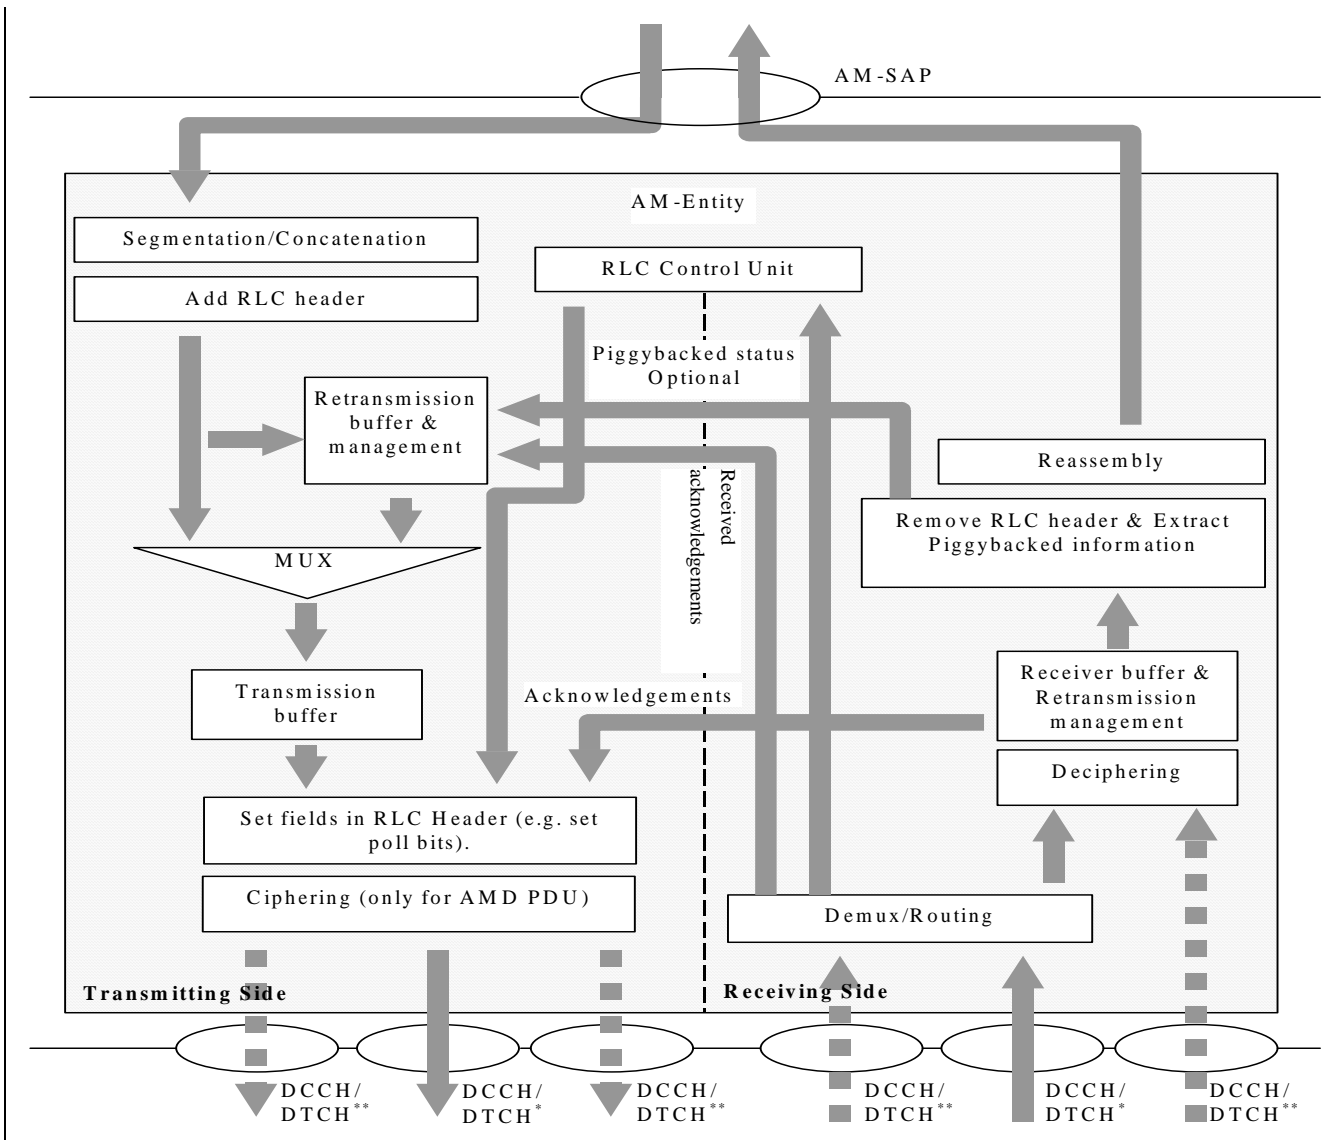 AM-SAP
AM-Entity
Segmentation/Concatenation
RLC Control Unit
Add RLC header
Piggybacked status
Optional
Retransmission
buffer &
management
Reassembly
Received
acknowledgements
Remove RLC header & Extract
Piggybacked information
MUX
Receiver buffer &
Retransmission
management
Transmission
buffer
Acknowledgements
Deciphering
Set fields in RLC Header (e.g. set
poll bits).
Ciphering (only for AMD PDU)
Demux/Routing
Transmitting Side
Receiving Side
DCCH/
DTCH**
DCCH/
DTCH*
DCCH/
DTCH**
DCCH/
DTCH**
DCCH/
DTCH*
DCCH/
DTCH**